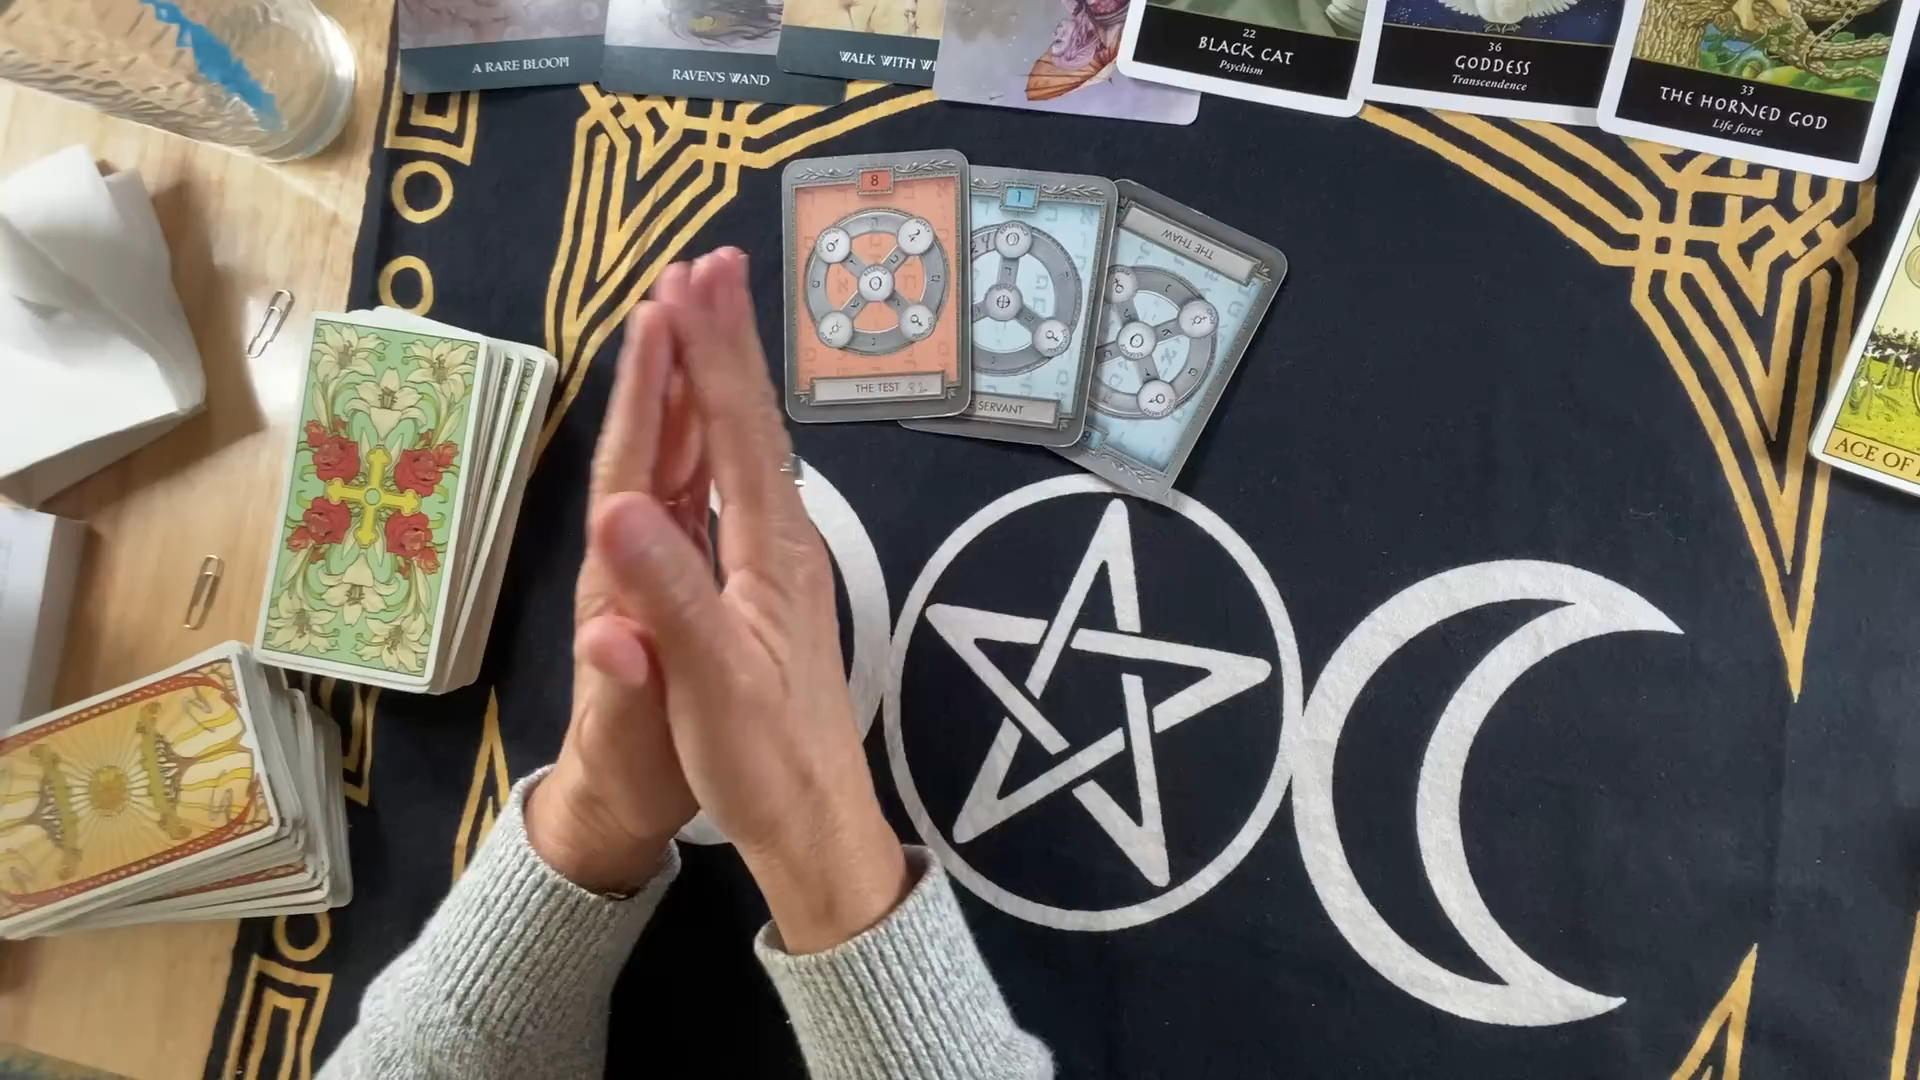 A RARE BLOOM
RAVEN'S WAND
WALK WITH
22
BLACK CAT
Psychism
36
GODDESS
Transcendence
33
THE HORNED GOD
Life force
8
THE TEST
1
SERVANT
THE THAW
8
ACE OF